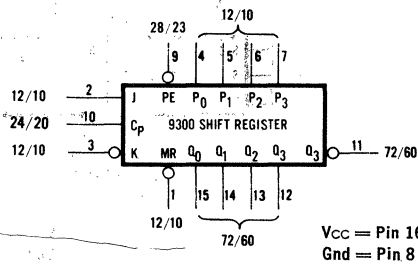 12/10
28/23
9 4 5 6 7
12/10 2 J PE P0 P1 P2 P3
24/20 10 CP 9300 SHIFT REGISTER
12/10 3 K MR Q0 Q1 Q2 Q3 Q3 11 72/60
1 15 14 13 12
12/10 72/60
VCC = Pin 16
Gnd = Pin 8